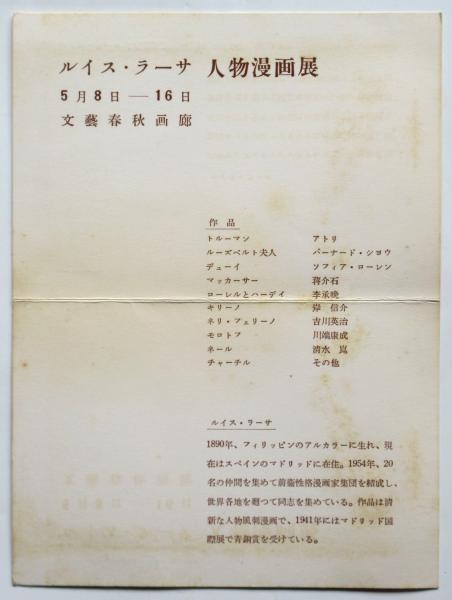 ルイス・ラーサ 人物漫画展
5月8日—16日
文藝春秋画廊
作品
トルーマン アトリ
ルーズベルト夫人 バーナード・シヨウ
デューイ ソフィア・ローレン
マッカーサー 蒋介石
ローレルとハーデイ 李承晩
キリーノ 岸 信介
ネリ・フェリーノ 吉川英治
モロトフ 川端康成
ネール 清水 崑
チャーチル その他
ルイス・ラーサ
1890年、フィリッピンのアルカラーに生れ、現
在はスペインのマドリッドに在住。1954年、20
名の仲間を集めて前衛性格漫画家集団を結成し、
世界各地を廻つて同志を集めている。作品は清
新な人物風刺漫画で、1941年にはマドリッド国
際展で青銅賞を受けている。